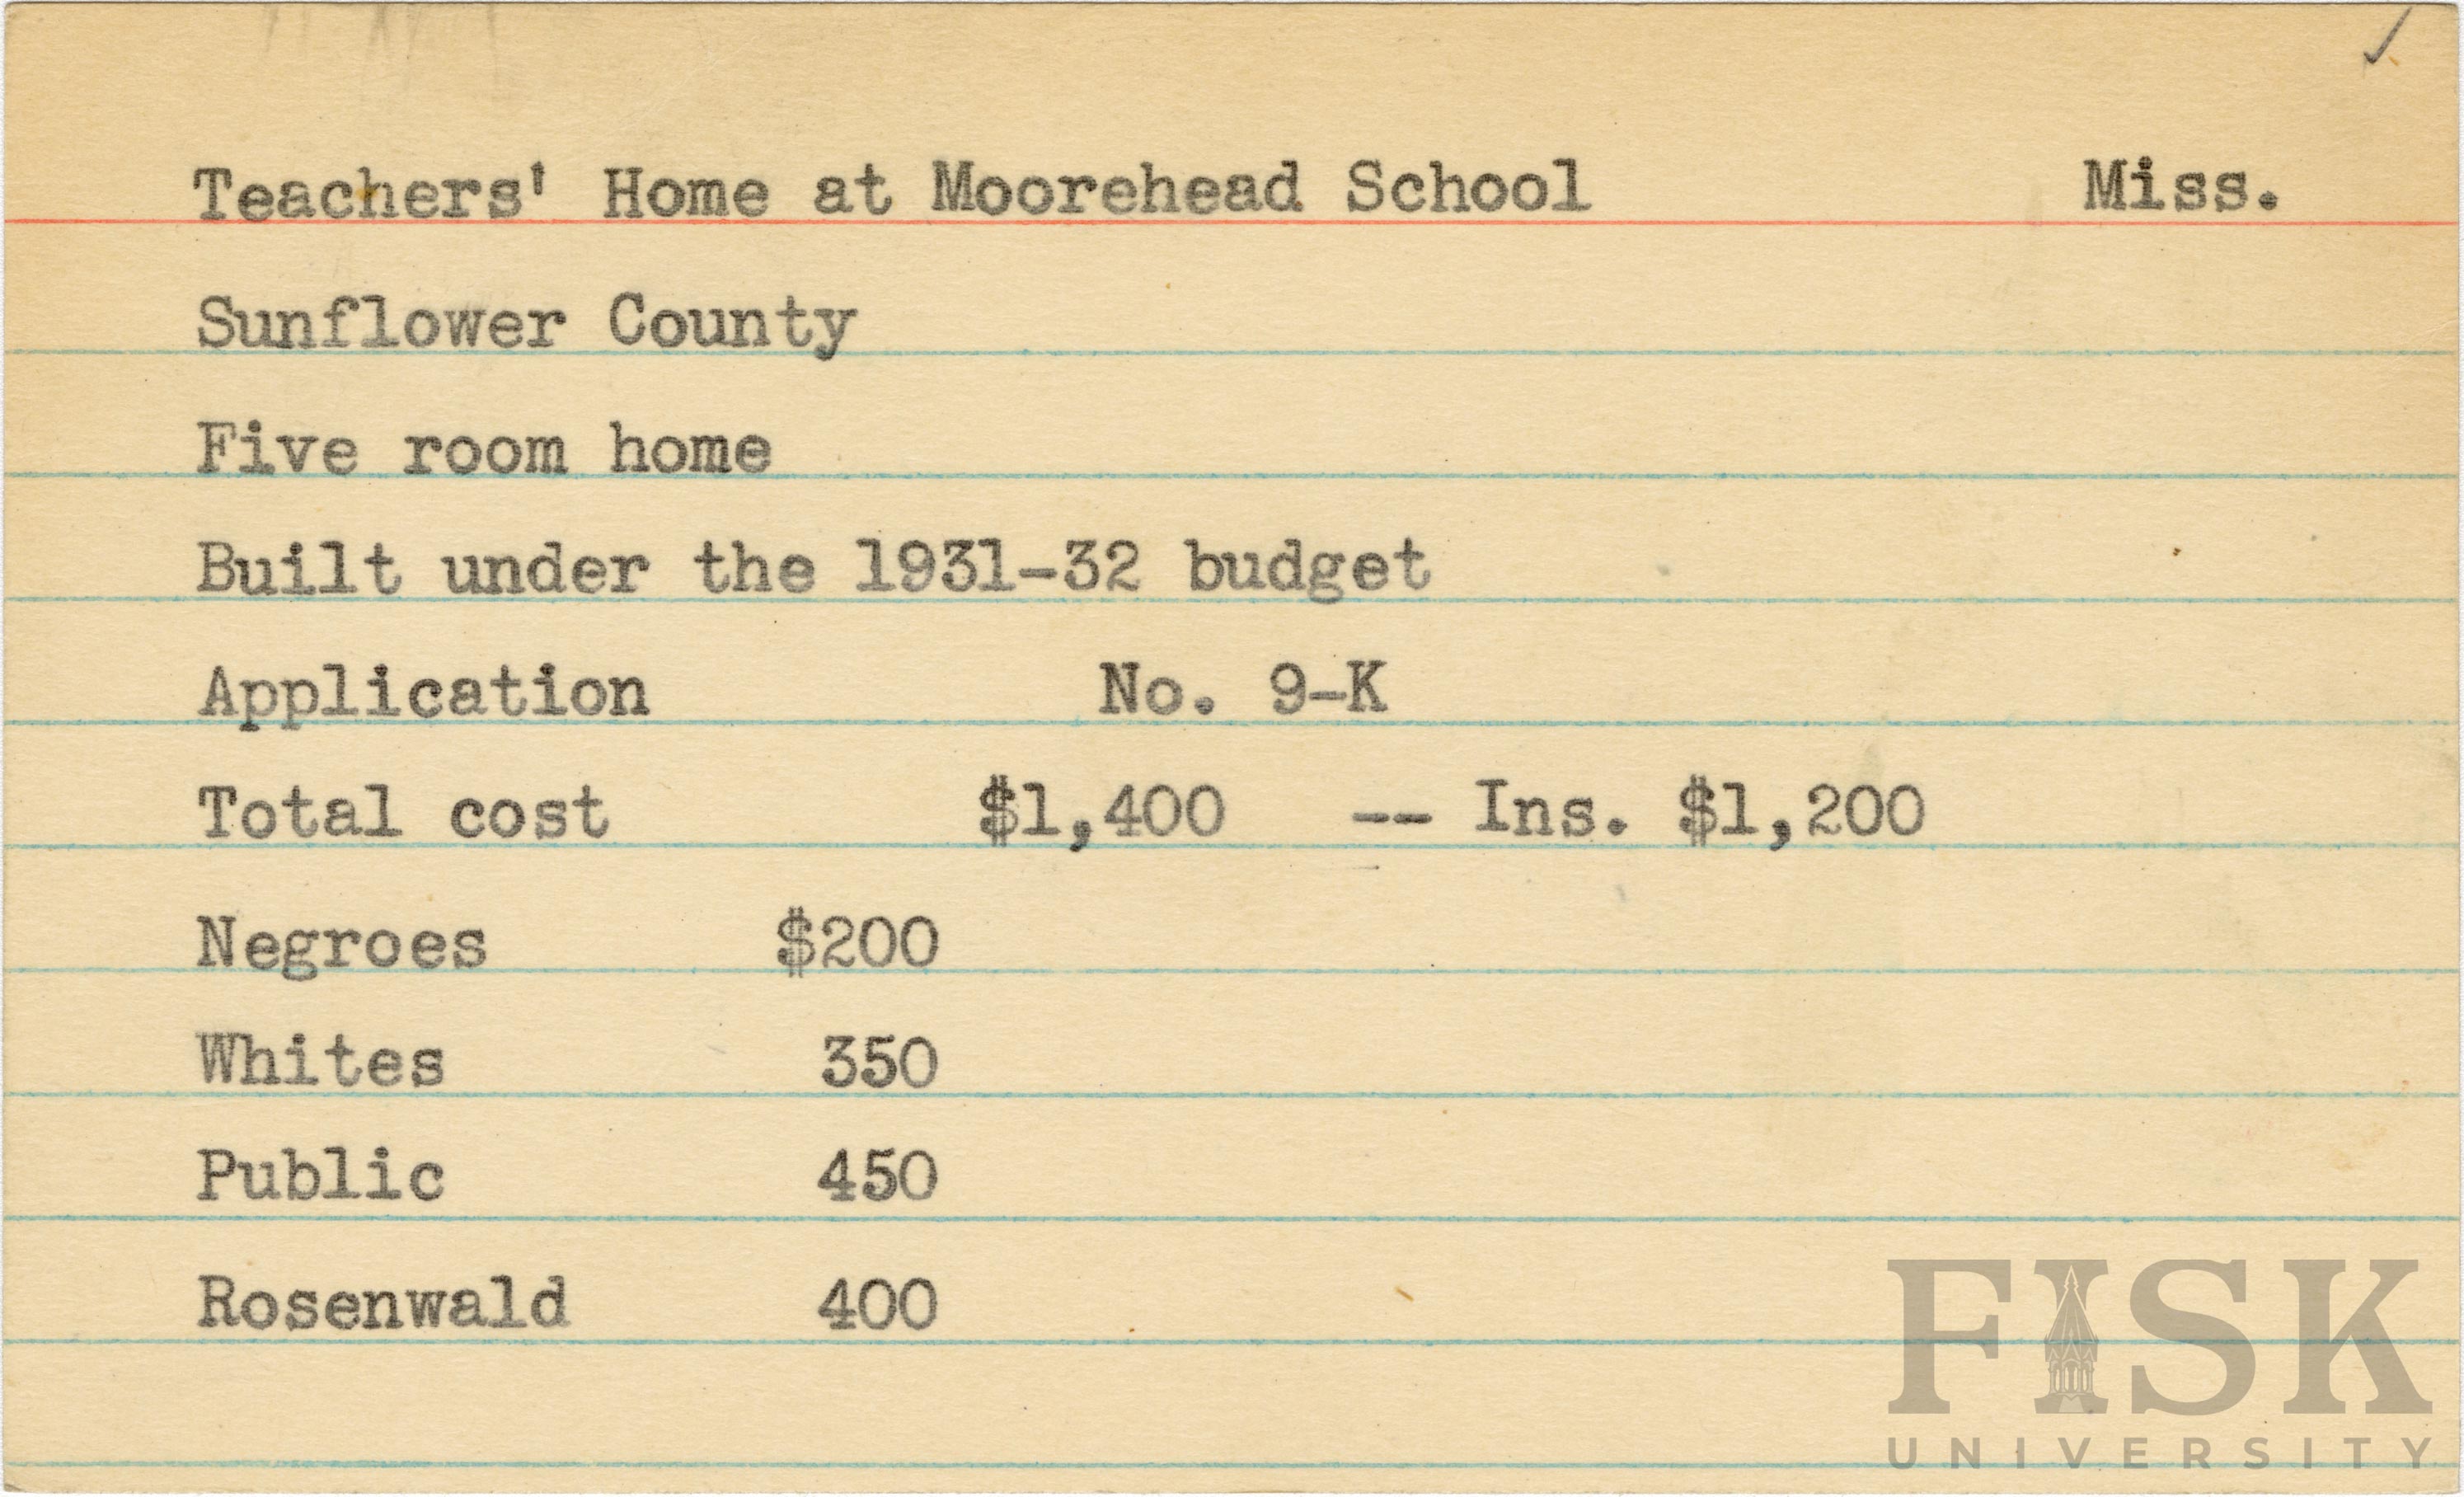 Teachers' Home at Moorehead School Miss.
Sunflower County
Five room home
Built under the 1931-32 budget
Application No. 9-K
Total cost $1,400 -- Ins. $1,200
Negroes $200
Whites 350
Public 450
Rosenwald 400
FISK
UNIVERSITY